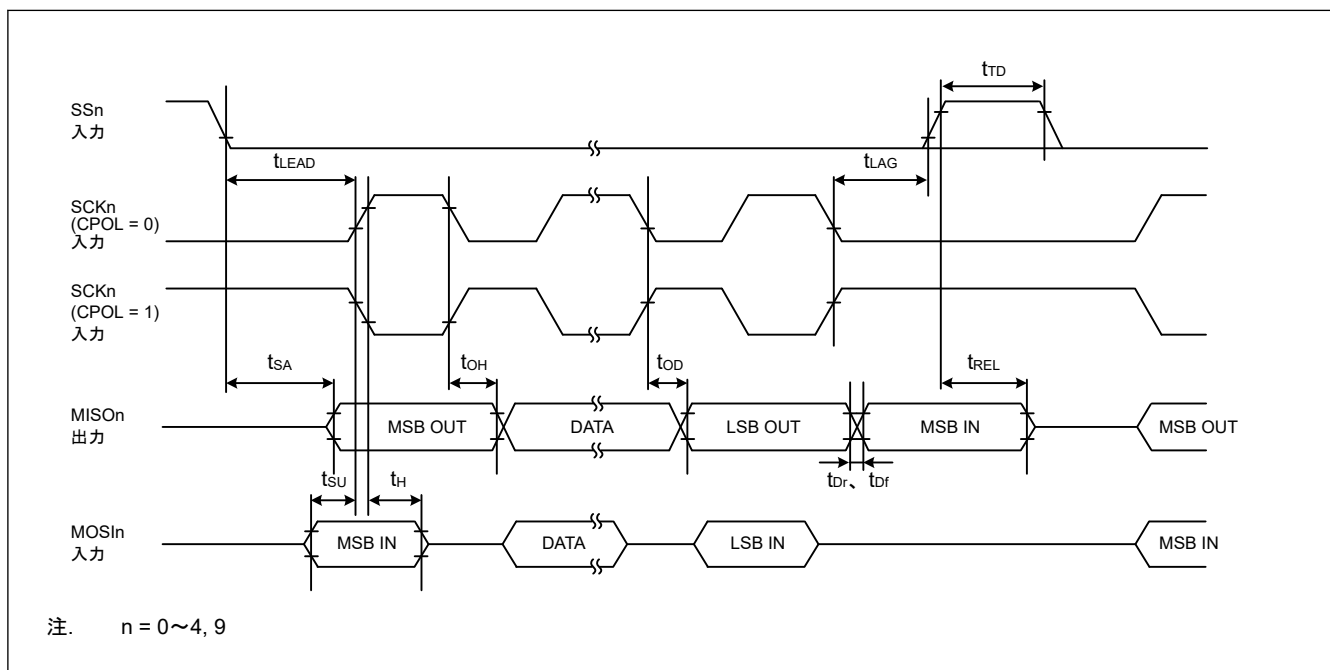 tTD
SSn
入力
tLEAD
tLAG
SCKn
(CPOL = 0)
入力
SCKn
(CPOL = 1)
入力
tSA
tOH
tOD
tREL
MISOn
出力
MSB OUT
DATA
LSB OUT
MSB IN
MSB OUT
tSU
tH
tDr、tDf
MOSIn
入力
MSB IN
DATA
LSB IN
MSB IN
注. n = 0～4, 9